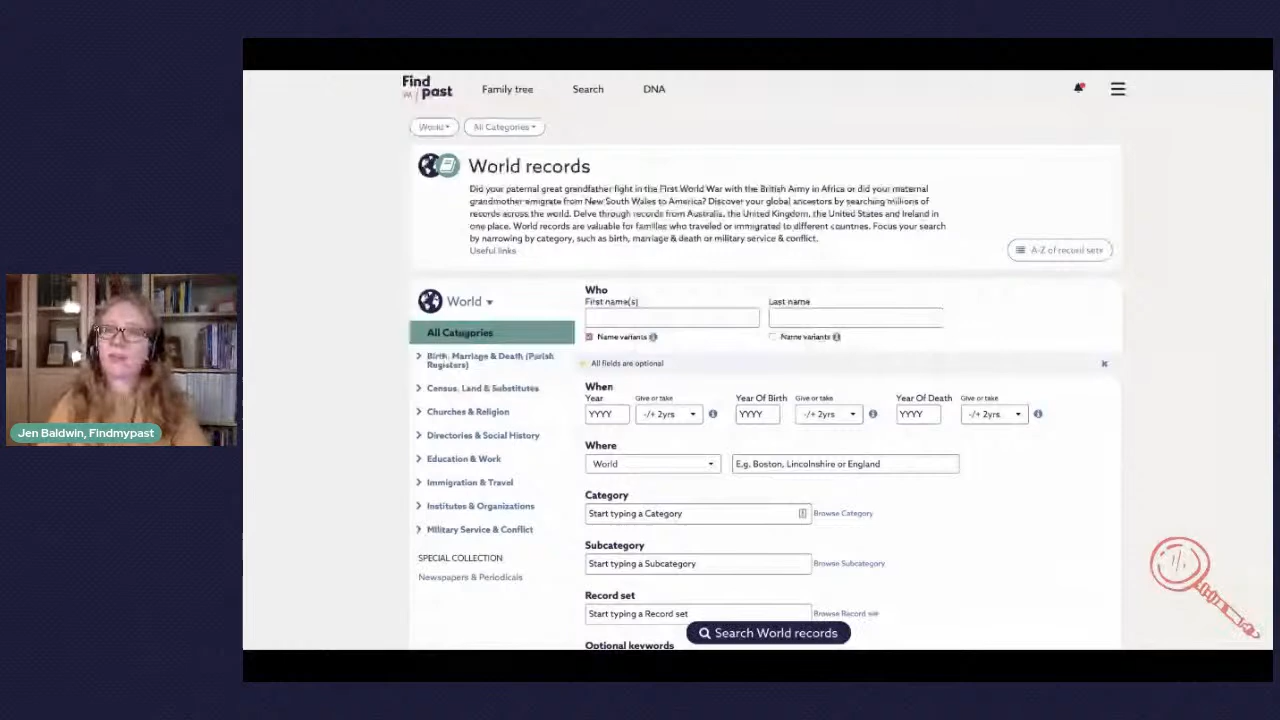 Find
my past
Family tree
Search
DNA
World
All Categories
World records
Did your paternal great grandfather fight in the First World War with the British Army in Africa or did your maternal
grandmother emigrate from New South Wales to America? Discover your global ancestors by searching millions of
records across the world. Delve through records from Australia, the United Kingdom, the United States and Ireland in
one place. World records are valuable for families who traveled or immigrated to different countries. Focus your search
by narrowing by category, such as birth, marriage & death or military service & conflict.
Useful links
A-Z of record sets
World
All Categories
Birth, Marriage & Death (Parish
Registers)
Census, Land & Substitutes
Churches & Religion
Directories & Social History
Education & Work
Immigration & Travel
Institutes & Organizations
Military Service & Conflict
SPECIAL COLLECTION
Newspapers & Periodicals
Who
First name(s)
Last name
Name variants
Name variants
All fields are optional
When
Year
Give or take
Year Of Birth
Give or take
Year Of Death
Give or take
YYYY
-/+ 2yrs
YYYY
-/+ 2yrs
YYYY
-/+ 2yrs
Where
World
E.g. Boston, Lincolnshire or England
Category
Start typing a Category
Browse Category
Subcategory
Start typing a Subcategory
Browse Subcategory
Record set
Start typing a Record set
Browse Record set
Search World records
Optional keywords
Jen Baldwin, Findmypast